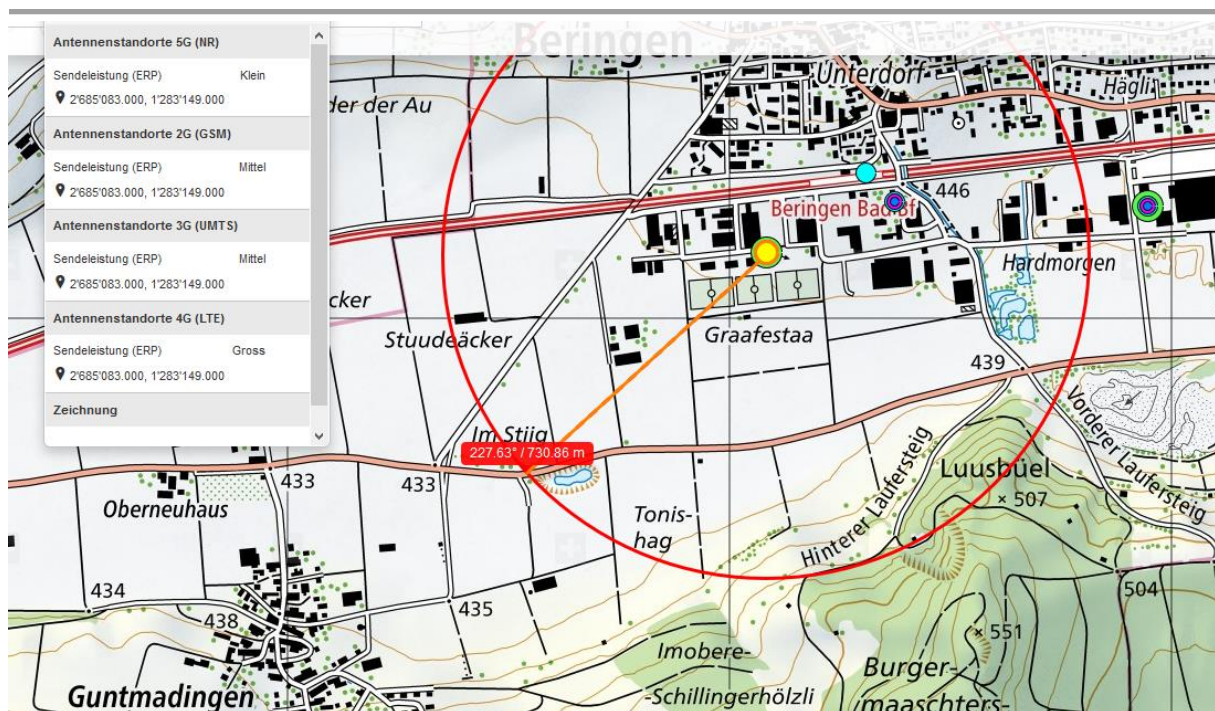 Antennenstandorte 5G (NR)
Sendeleistung (ERP) Klein
2'685'083.000, 1'283'149.000
Antennenstandorte 2G (GSM)
Sendeleistung (ERP) Mittel
2'685'083.000, 1'283'149.000
Antennenstandorte 3G (UMTS)
Sendeleistung (ERP) Mittel
2'685'083.000, 1'283'149.000
Antennenstandorte 4G (LTE)
Sendeleistung (ERP) Gross
2'685'083.000, 1'283'149.000
Zeichnung
Beringen
Unterdorf
Hägli
der der Au
446
Beringen Bad Bf
Hardmorgen
cker
Stuudeäcker
Graafestaa
439
Im Stiig
227.63° / 730.86 m
Vorderer Laufersteig
Hinterer Laufersteig
Luusbüel
507
433
433
Oberneuhaus
Tonis-
hag
504
434
438
435
551
Imobere-
-Schillingerhölzli
Burger-
maaschters-
Guntmadingen